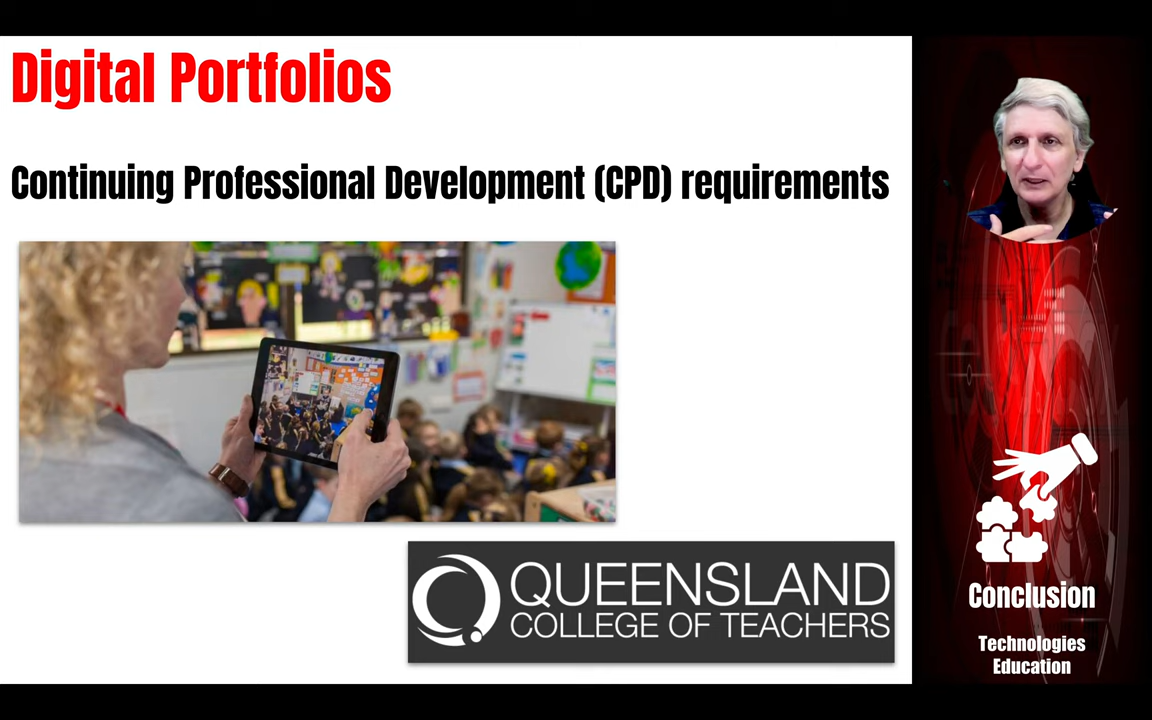 Digital Portfolios
Continuing Professional Development (CPD) requirements
QUEENSLAND
COLLEGE OF TEACHERS
Conclusion
Technologies
Education